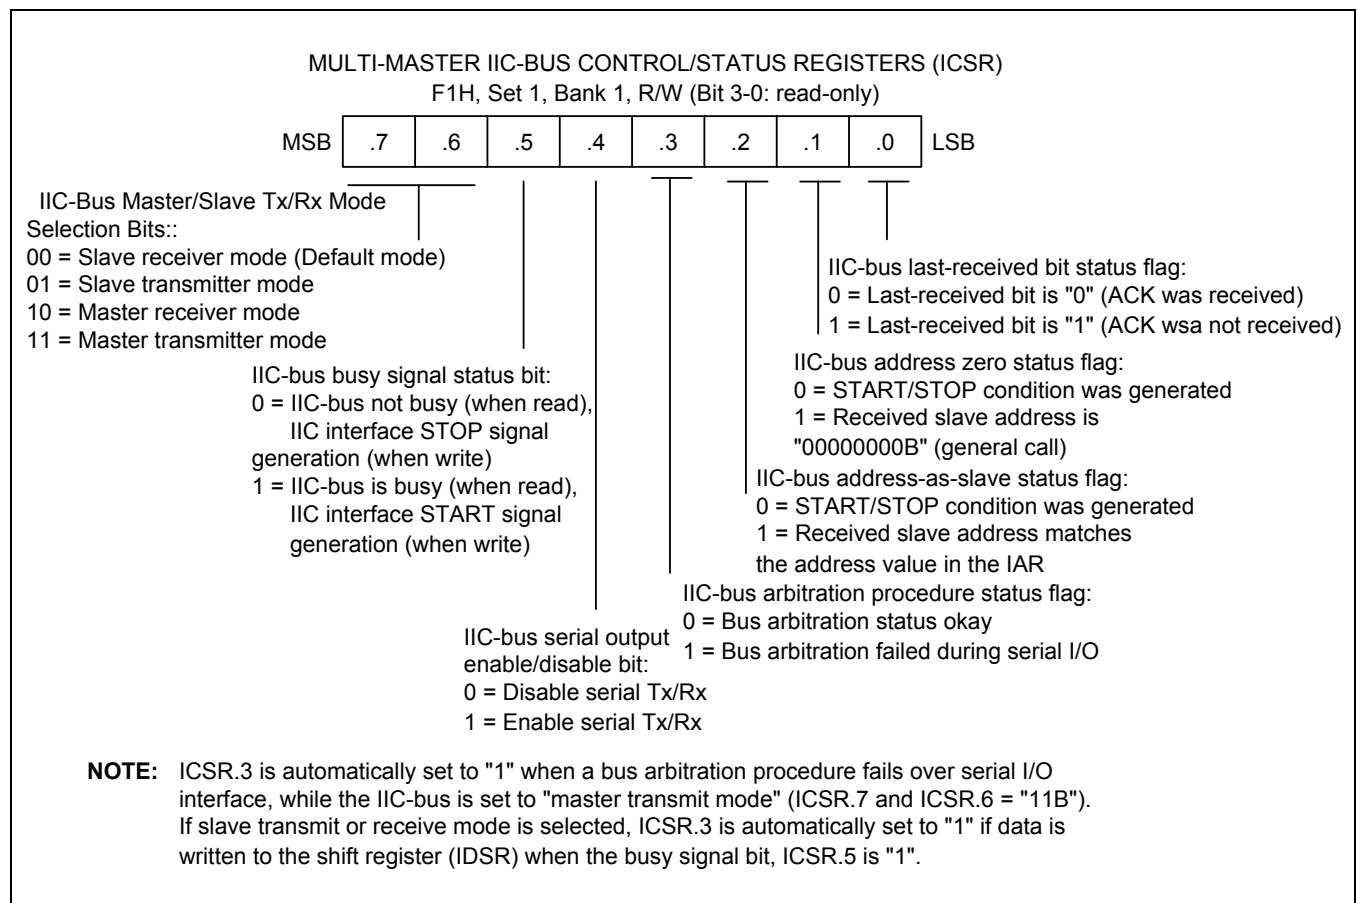 MULTI-MASTER IIC-BUS CONTROL/STATUS REGISTERS (ICSR)
F1H, Set 1, Bank 1, R/W (Bit 3-0: read-only)
MSB .7 .6 .5 .4 .3 .2 .1 .0 LSB
IIC-Bus Master/Slave Tx/Rx Mode
Selection Bits::
00 = Slave receiver mode (Default mode)
01 = Slave transmitter mode
10 = Master receiver mode
11 = Master transmitter mode
IIC-bus last-received bit status flag:
0 = Last-received bit is "0" (ACK was received)
1 = Last-received bit is "1" (ACK wsa not received)
IIC-bus busy signal status bit:
0 = IIC-bus not busy (when read),
IIC interface STOP signal
generation (when write)
1 = IIC-bus is busy (when read),
IIC interface START signal
generation (when write)
IIC-bus address zero status flag:
0 = START/STOP condition was generated
1 = Received slave address is
"00000000B" (general call)
IIC-bus address-as-slave status flag:
0 = START/STOP condition was generated
1 = Received slave address matches
the address value in the IAR
IIC-bus arbitration procedure status flag:
0 = Bus arbitration status okay
1 = Bus arbitration failed during serial I/O
IIC-bus serial output
enable/disable bit:
0 = Disable serial Tx/Rx
1 = Enable serial Tx/Rx
NOTE: ICSR.3 is automatically set to "1" when a bus arbitration procedure fails over serial I/O
interface, while the IIC-bus is set to "master transmit mode" (ICSR.7 and ICSR.6 = "11B").
If slave transmit or receive mode is selected, ICSR.3 is automatically set to "1" if data is
written to the shift register (IDSR) when the busy signal bit, ICSR.5 is "1".